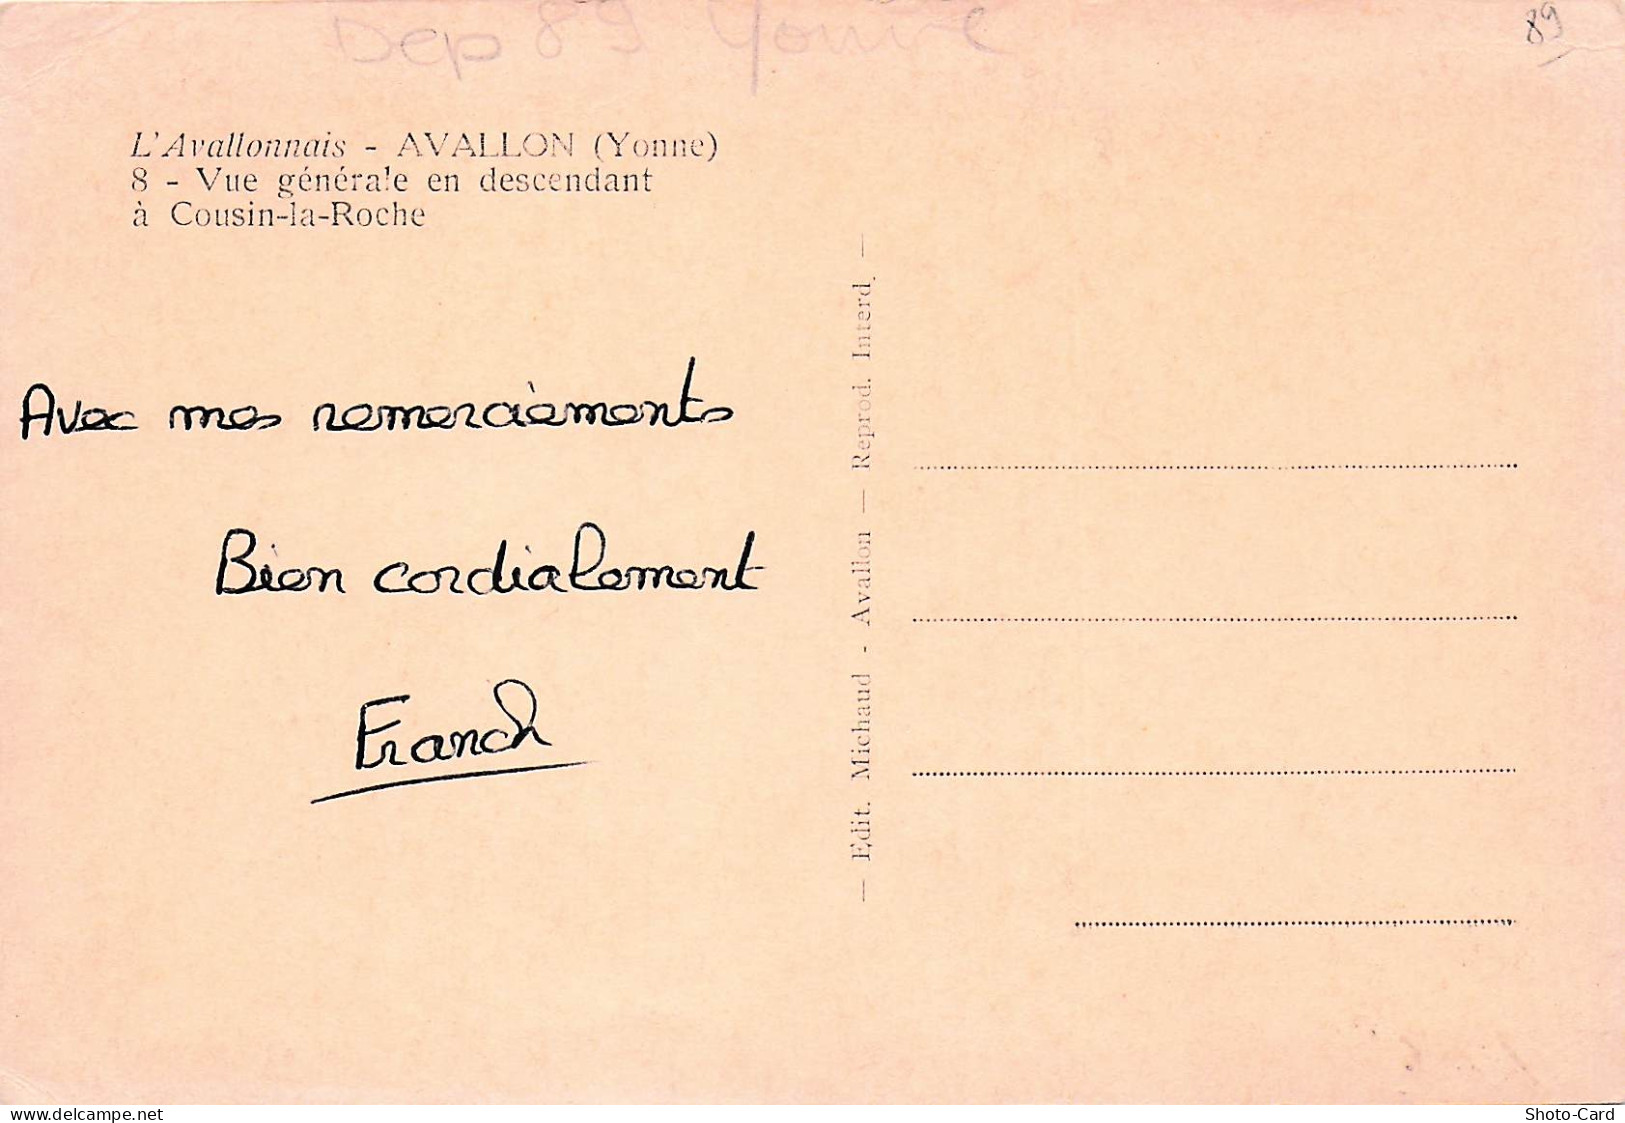 Dep 89 Yonne
89
L'Avallonnais - AVALLON (Yonne)
8 - Vue générale en descendant
à Cousin-la-Roche
Avec mes remerciements
Bien cordialement
Franck
— Edit. Michaud - Avallon — Reprod. Interd. —
www.delcampe.net
Shoto-Card